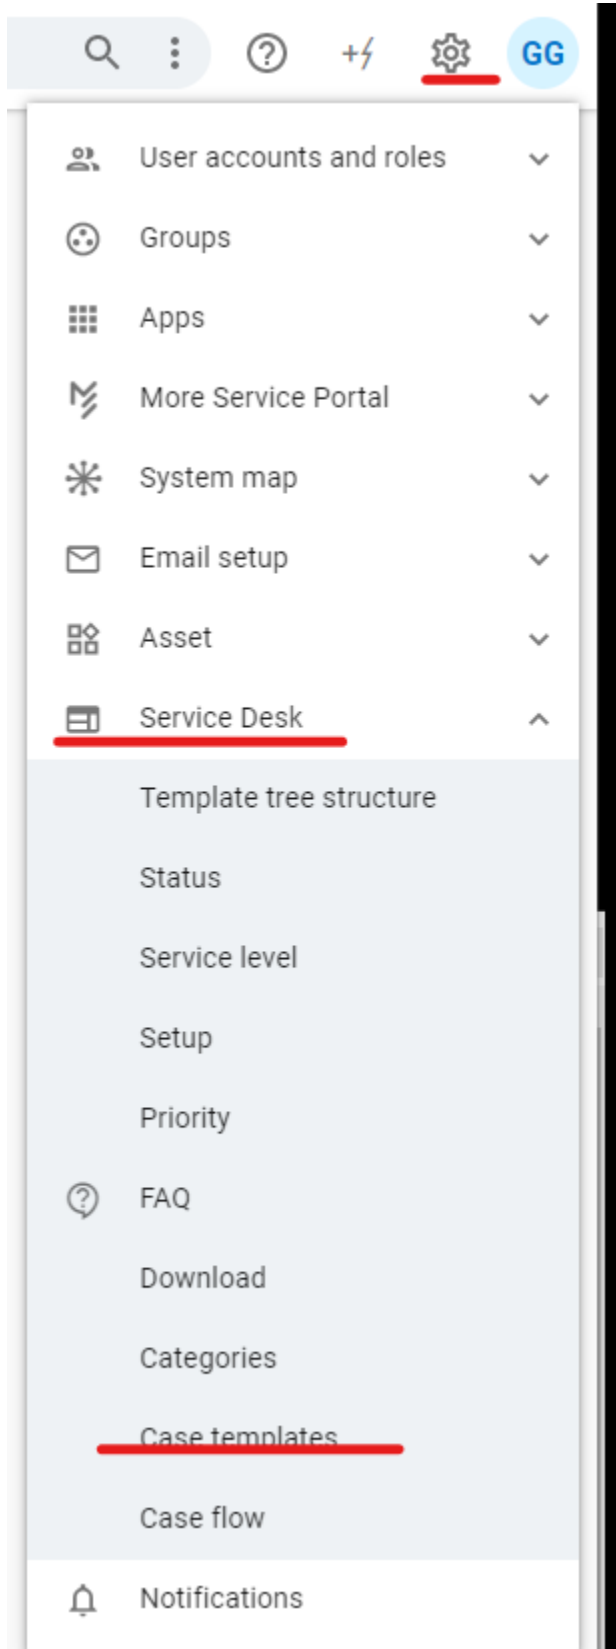 GG
User accounts and roles
Groups
Apps
More Service Portal
System map
Email setup
Asset
Service Desk
Template tree structure
Status
Service level
Setup
Priority
FAQ
Download
Categories
Case templates
Case flow
Notifications